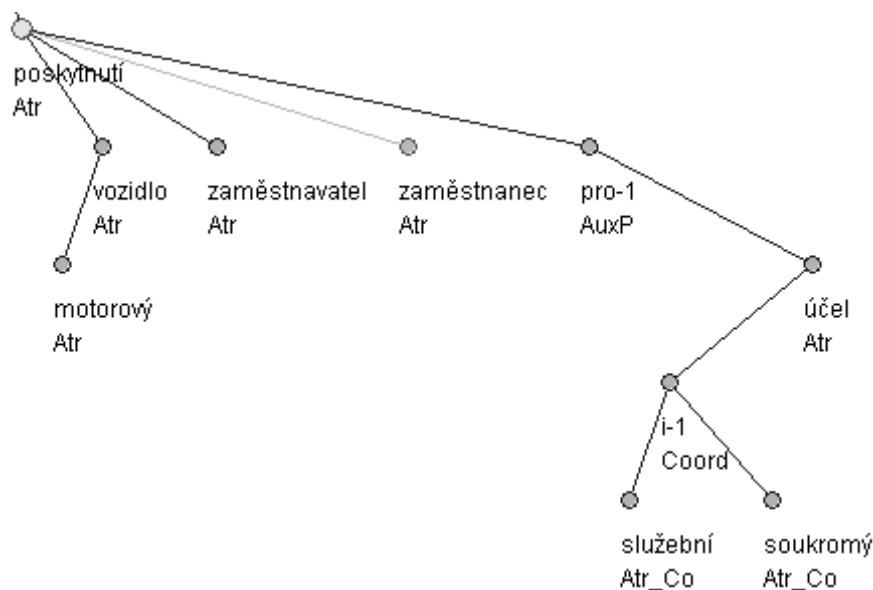 poskytnutí
Atr
vozidlo zaměstnavatel zaměstnanec pro-1
Atr Atr Atr AuxP
motorový účel
Atr Atr
i-1
Coord
služební soukromý
Atr_Co Atr_Co